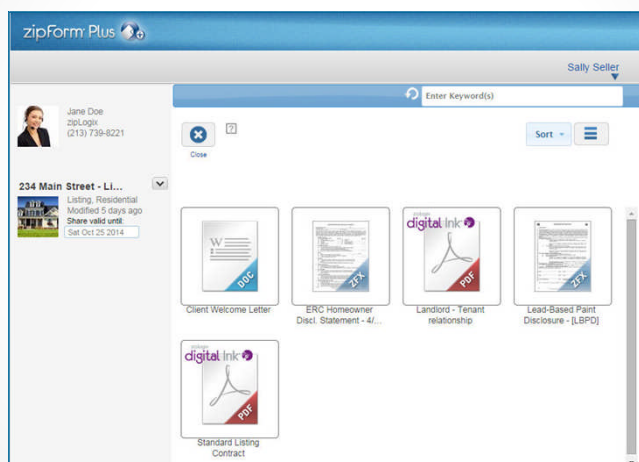 zipForm Plus
Sally Seller
Enter Keyword(s)
Jane Doe
zipLogix
(213) 739-8221
?
Close
Sort
234 Main Street - Li...
Listing, Residential
Modified 5 days ago
Share valid until:
Sat Oct 25 2014
W
DOC
Client Welcome Letter
ZFX
ERC Homeowner
Discl. Statement - 4/...
digital Ink
PDF
Landlord - Tenant
relationship
ZFX
Lead-Based Paint
Disclosure - [LBPD]
digital Ink
PDF
Standard Listing
Contract